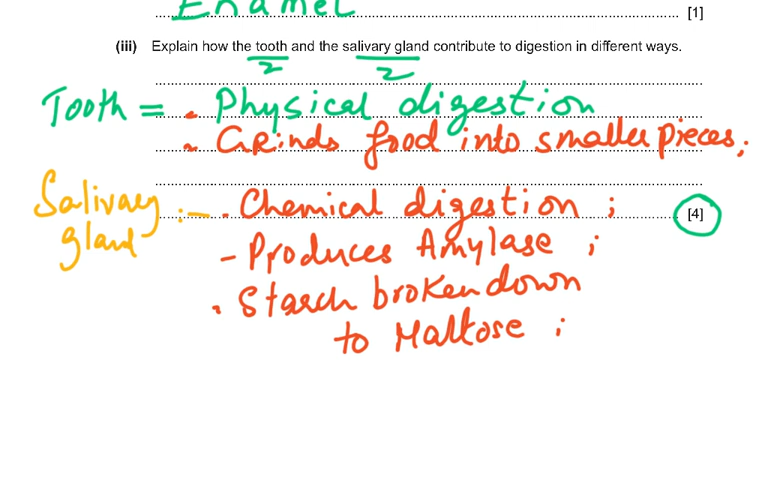 Enamel
[1]
(iii) Explain how the tooth and the salivary gland contribute to digestion in different ways.
2 2
Tooth = . Physical digestion
- Grinds food into smaller pieces;
Salivary gland :- . Chemical digestion ;
[4]
- Produces Amylase ;
. Starch broken down
to Maltose ;